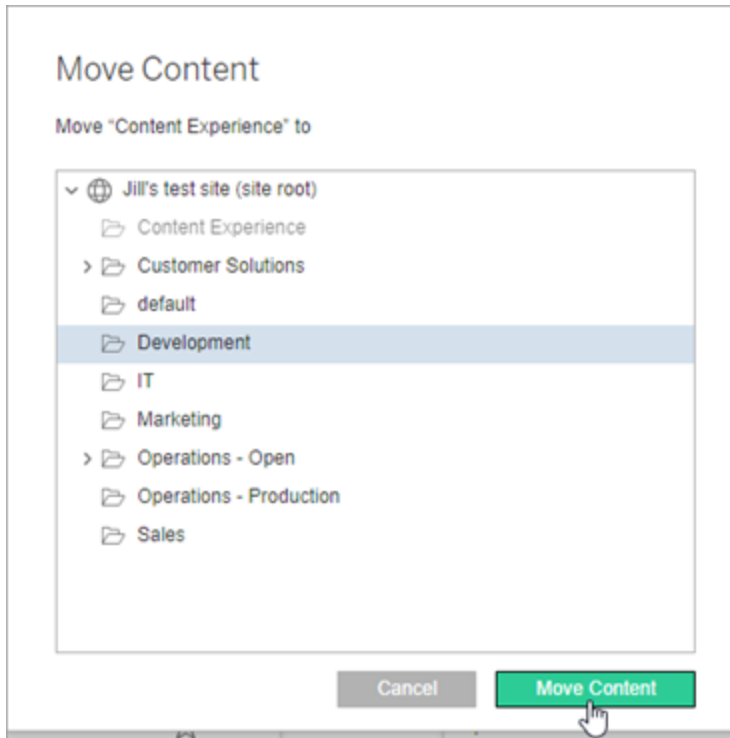 Move Content
Move “Content Experience” to
Jill's test site (site root)
Content Experience
Customer Solutions
default
Development
IT
Marketing
Operations - Open
Operations - Production
Sales
Cancel Move Content